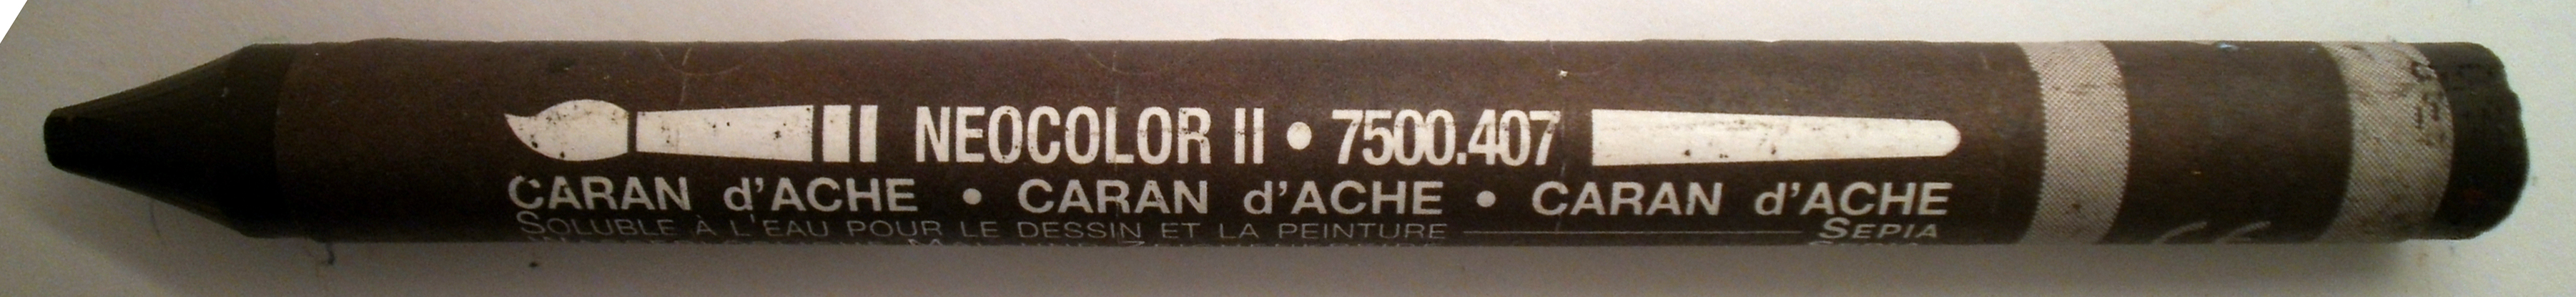 NEOCOLOR II • 7500.407
CARAN d'ACHE • CARAN d'ACHE • CARAN d'ACHE
SOLUBLE À L'EAU POUR LE DESSIN ET LA PEINTURE SEPIA